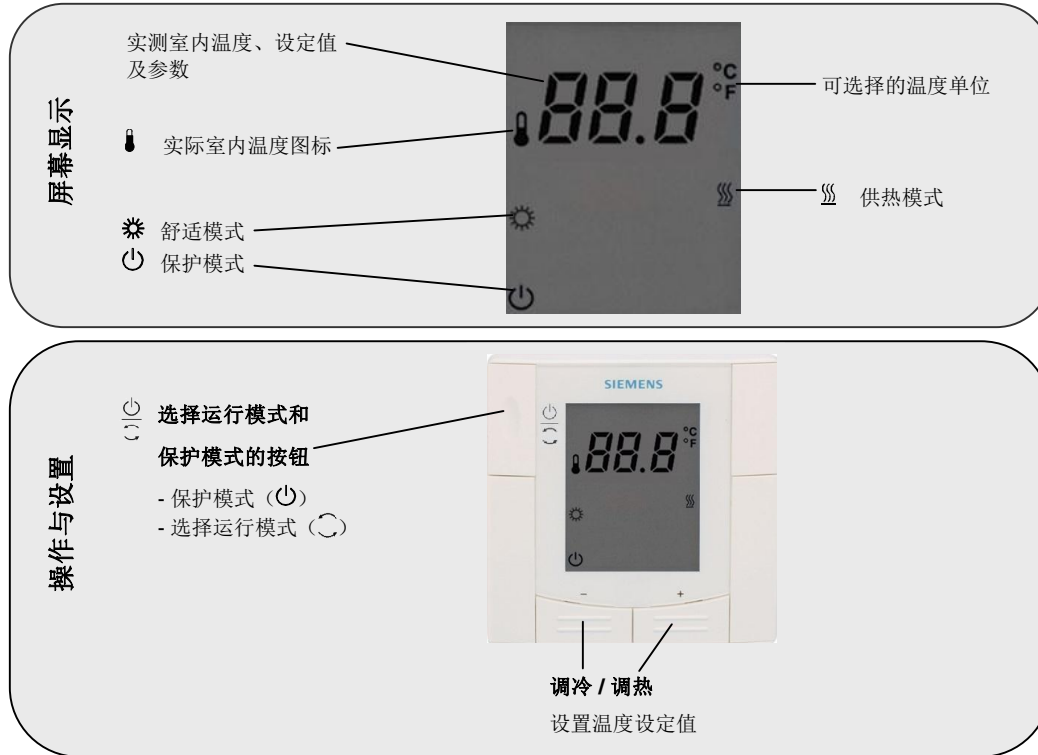 屏幕显示
实测室内温度、设定值
及参数
88.8
°C
°F
可选择的温度单位
实际室内温度图标
供热模式
舒适模式
保护模式
操作与设置
选择运行模式和
保护模式的按钮
- 保护模式（）
- 选择运行模式（）
SIEMENS
88.8
°C
°F
− +
调冷 / 调热
设置温度设定值